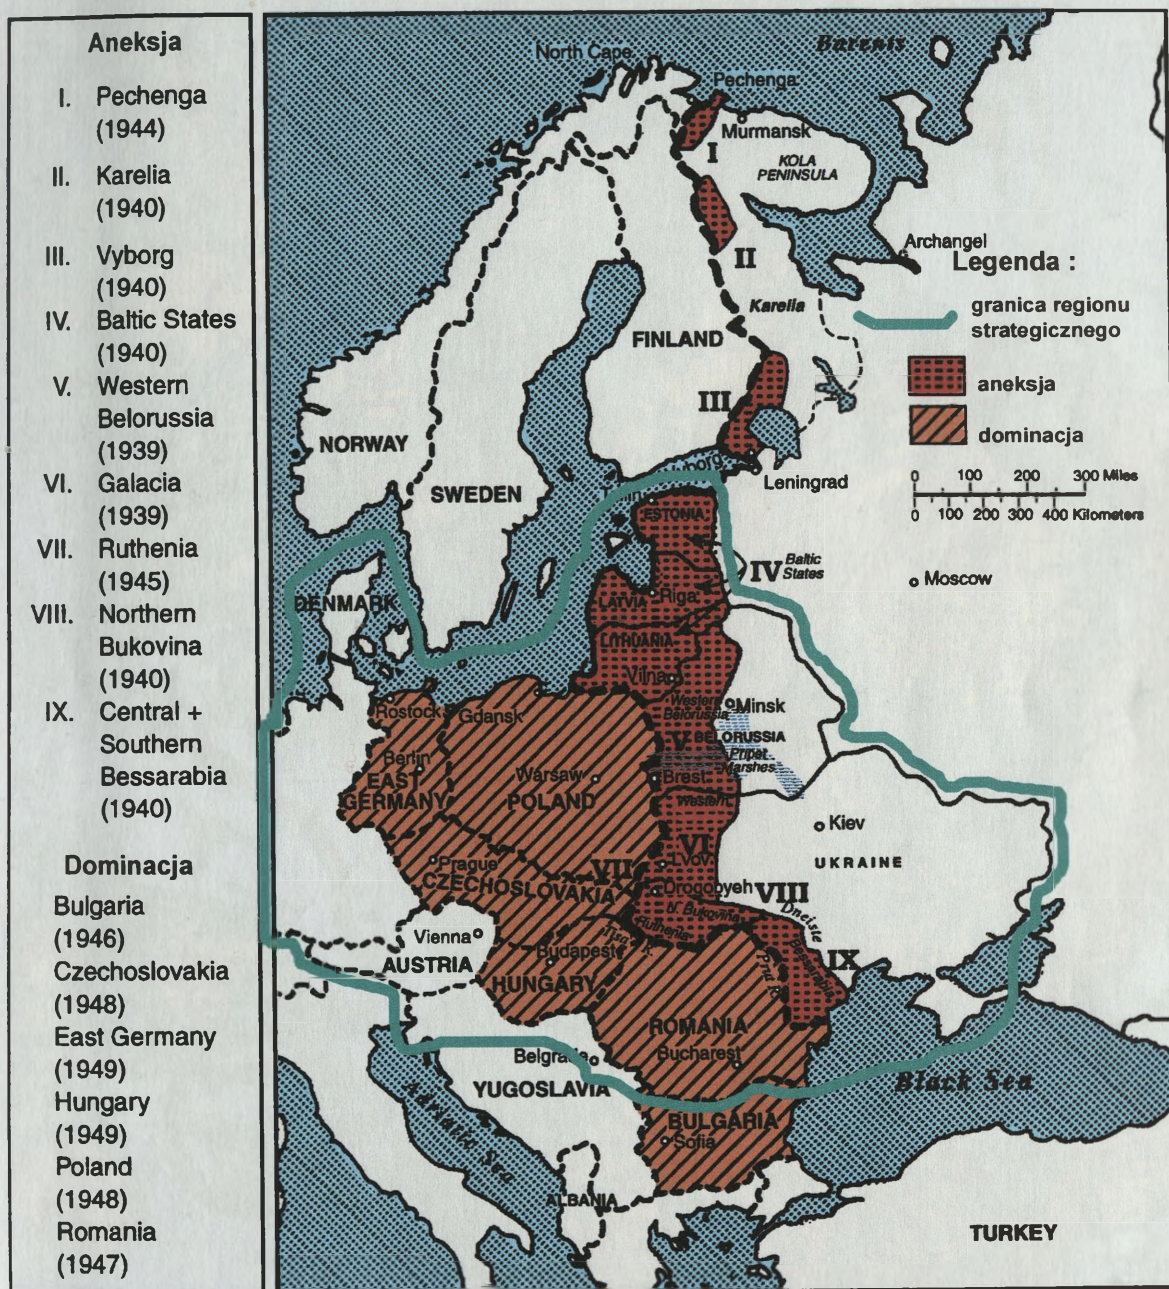 Aneksja
I. Pechenga
(1944)
II. Karelia
(1940)
III. Vyborg
(1940)
IV. Baltic States
(1940)
V. Western
Belorussia
(1939)
VI. Galacia
(1939)
VII. Ruthenia
(1945)
VIII. Northern
Bukovina
(1940)
IX. Central +
Southern
Bessarabia
(1940)
Dominacja
Bulgaria
(1946)
Czechoslovakia
(1948)
East Germany
(1949)
Hungary
(1949)
Poland
(1948)
Romania
(1947)
North Cape
Barents
Pechenga
Murmansk
I
KOLA
PENINSULA
II
Archangel
Legenda :
granica regionu
strategicznego
aneksja
dominacja
0 100 200 300 Miles
0 100 200 300 400 Kilometers
Karelia
FINLAND
III
NORWAY
SWEDEN
Leningrad
ESTONIA
IV Baltic
States
Moscow
DENMARK
LATVIA
Riga
LITHUANIA
Vilna
Western
Belorussia
Minsk
Rostock
Gdansk
V
BELORUSSIA
Pripet
Marshes
Berlin
EAST
GERMANY
Warsaw
POLAND
Brest
Western
Kiev
UKRAINE
VI
Lvov
Prague
VII
CZECHOSLOVAKIA
Drogobyeh
VIII
Dneiste
N. Bukovina
Ruthenia
Vienna
AUSTRIA
Tisa R.
Budapest
HUNGARY
Prut R.
Bessarabia
IX
ROMANIA
Bucharest
Belgrade
YUGOSLAVIA
Black Sea
BULGARIA
Sofia
Adriatic Sea
ALBANIA
TURKEY